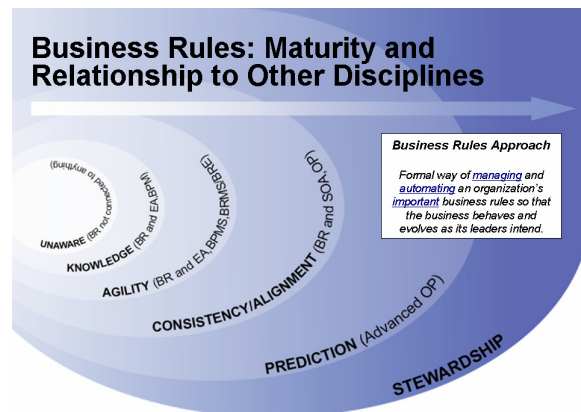 Business Rules: Maturity and
Relationship to Other Disciplines
Business Rules Approach
Formal way of managing and
automating an organization's
important business rules so that
the business behaves and
evolves as its leaders intend.
UNAWARE (BR not connected to anything)
KNOWLEDGE (BR and EA,BPM)
AGILITY (BR and EA,BPMS,BRMS/BRE)
CONSISTENCY/ALIGNMENT (BR and SOA,OP)
PREDICTION (Advanced OP)
STEWARDSHIP